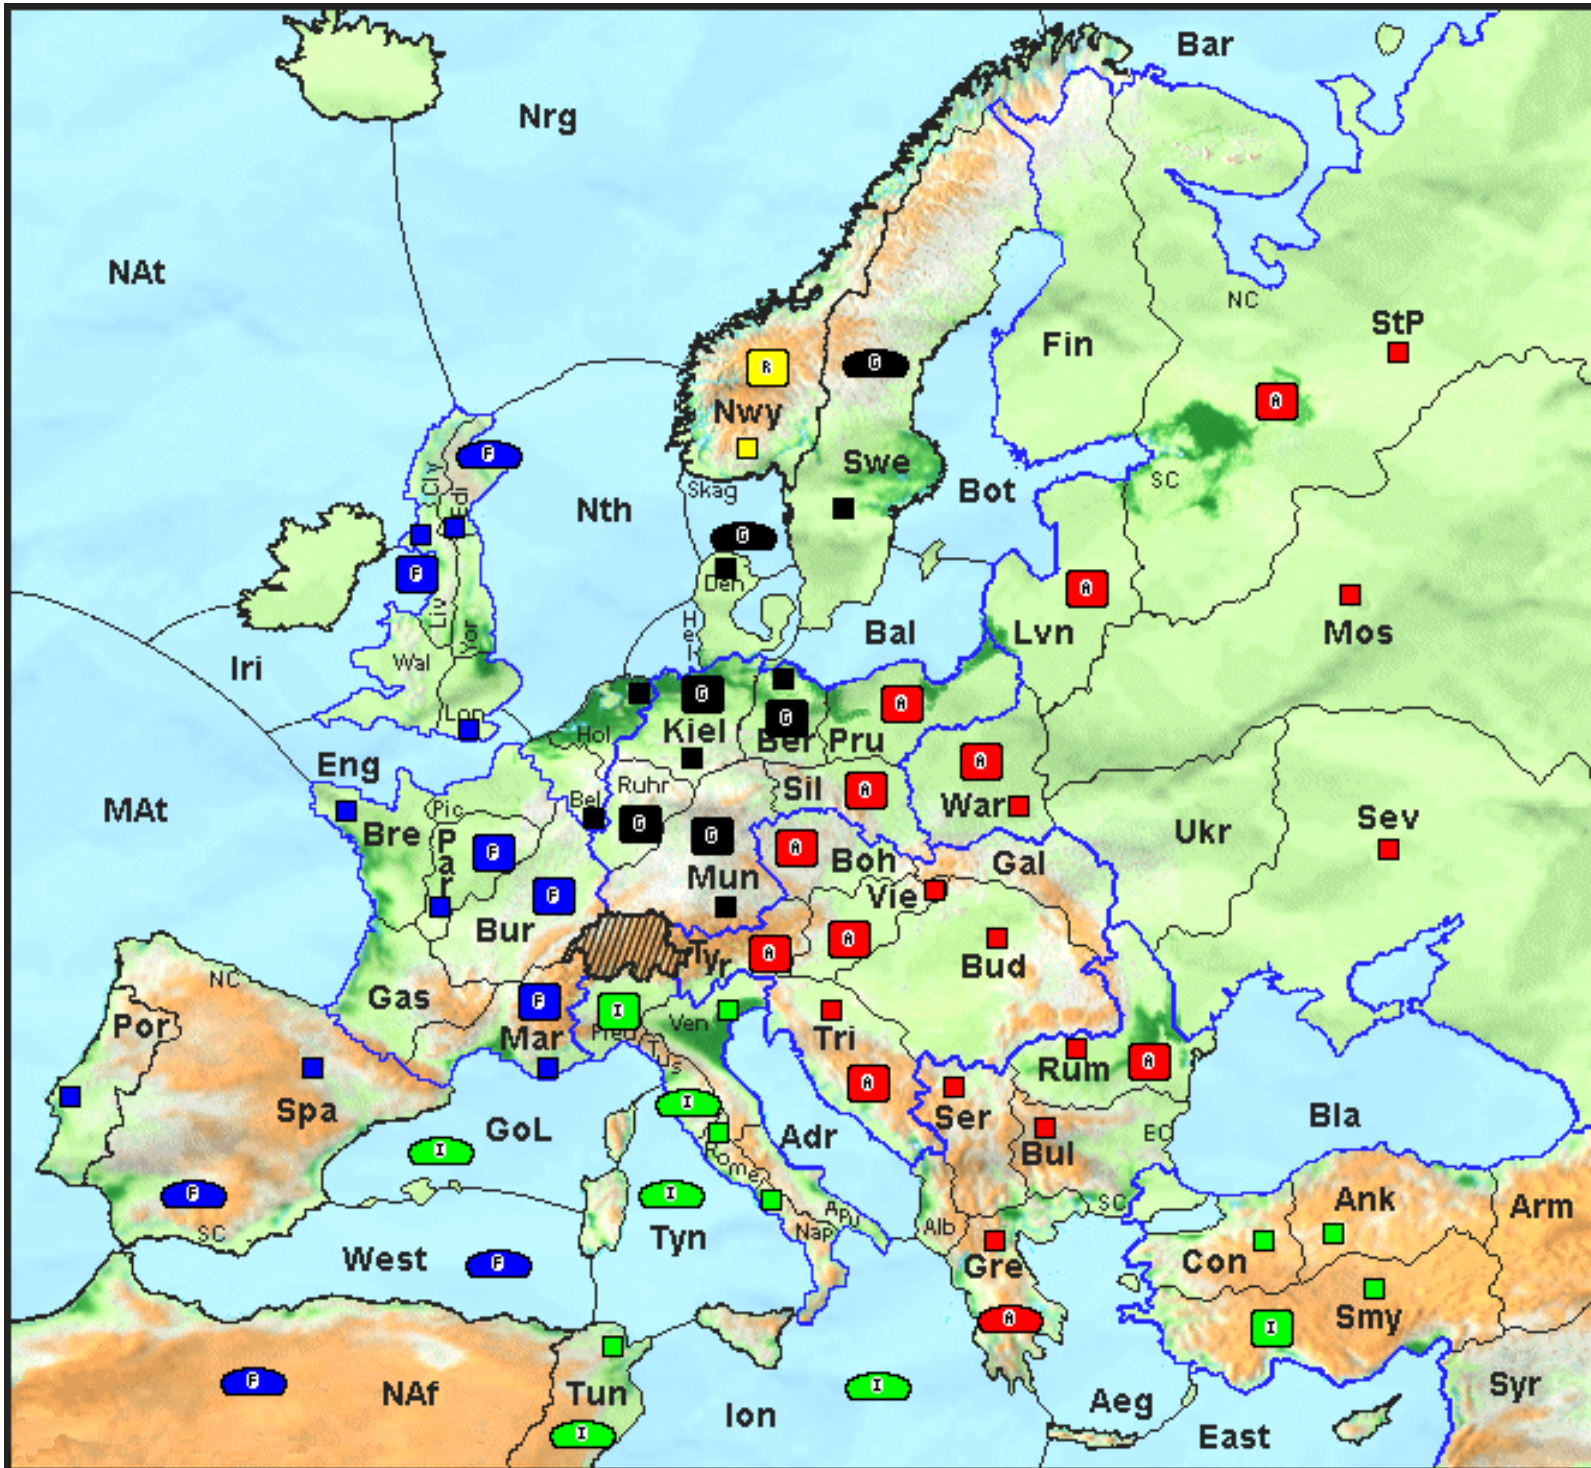 Bar
Nrg
NAt
NC
StP
Fin
R
G
Nwy
A
Swe
F
Cly
Edi
Skag
Bot
SC
Nth
G
Den
F
A
Liv
Yor
Hel
Bal
Lvn
Mos
Iri
Wal
Lon
G
Kiel
G
Ber
Pru
A
Hol
Eng
Ruhr
Sil
A
A
War
MAt
Pic
Bel
Bre
Par
F
G
G
Mun
A
Boh
Gal
Ukr
Sev
Vie
F
Bur
Tyr
A
A
Bud
NC
Gas
Por
F
Mar
I
Pied
Ven
Tus
Tri
Rum
A
A
Ser
Spa
GoL
I
Adr
Bul
EC
Bla
I
Rome
F
SC
I
Tyn
Apu
Nap
Alb
SC
Ank
Arm
West
F
Gre
Con
A
I
Smy
F
NAf
Tun
I
I
Ion
Aeg
East
Syr